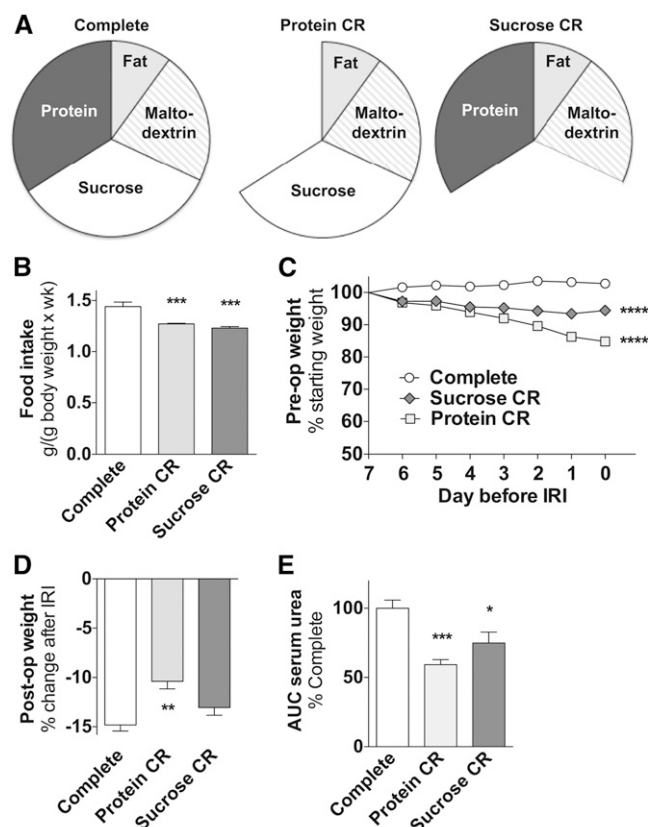 A
Complete
Protein CR
Sucrose CR
Fat
Protein
Malto-
dextrin
Sucrose
Fat
Malto-
dextrin
Sucrose
Fat
Protein
Malto-
dextrin
B
Food intake
g/(g body weight x wk)
1.5
1.0
0.5
0.0
***
***
Complete
Protein CR
Sucrose CR
C
Pre-op weight
% starting weight
100
90
80
70
60
50
****
****
Complete
Sucrose CR
Protein CR
7 6 5 4 3 2 1 0
Day before IRI
D
Post-op weight
% change after IRI
0
-5
-10
-15
**
Complete
Protein CR
Sucrose CR
E
AUC serum urea
% Complete
100
50
0
***
*
Complete
Protein CR
Sucrose CR